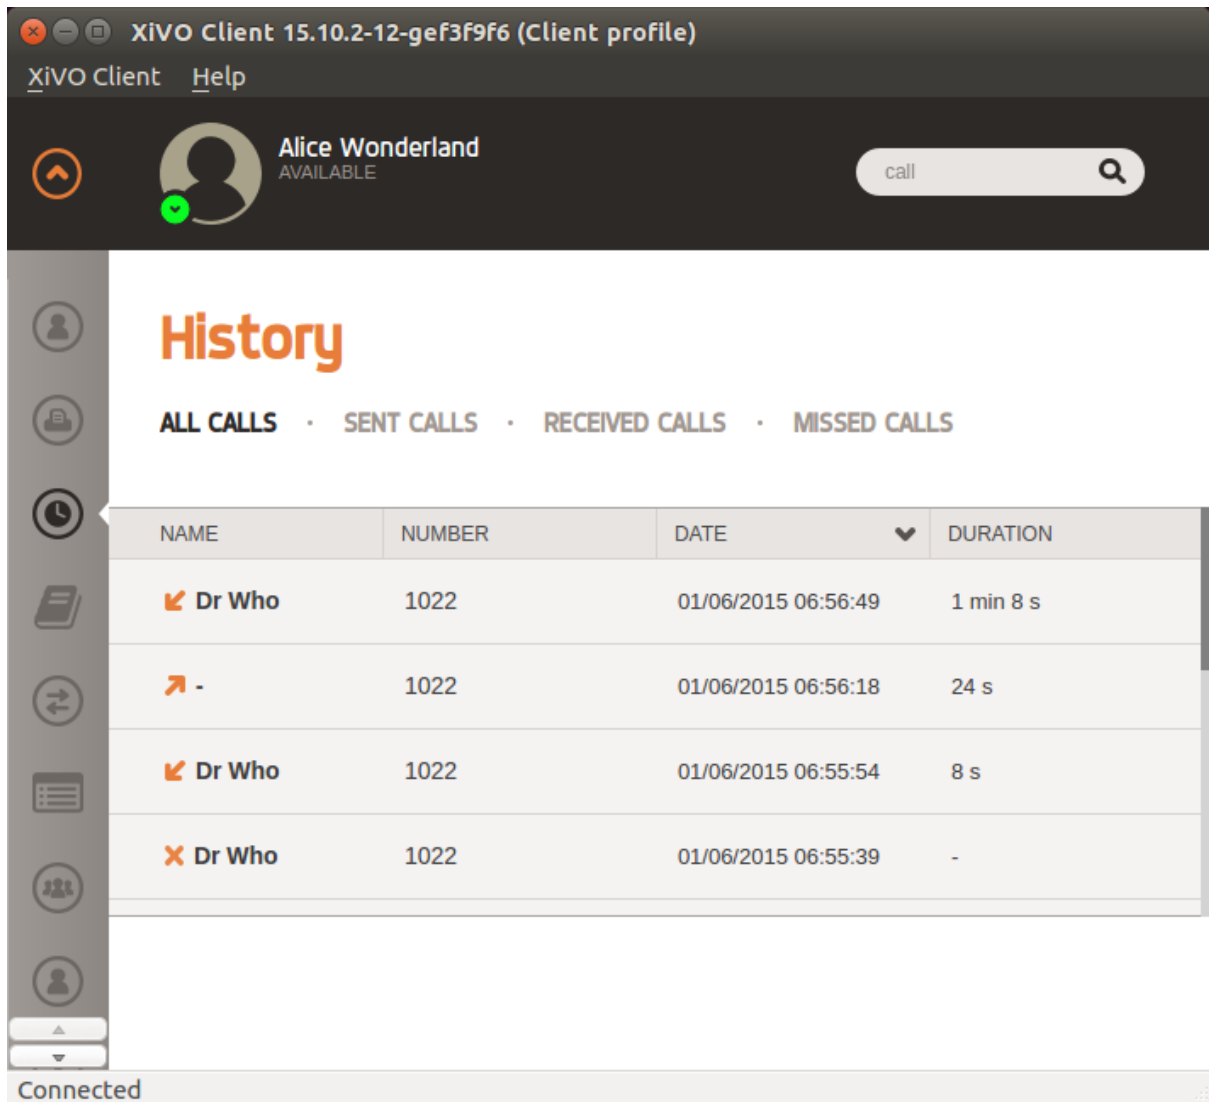 XiVO Client 15.10.2-12-gef3f9f6 (Client profile)
XiVO Client Help
Alice Wonderland
AVAILABLE
call
History
ALL CALLS · SENT CALLS · RECEIVED CALLS · MISSED CALLS
NAME NUMBER DATE DURATION
Dr Who 1022 01/06/2015 06:56:49 1 min 8 s
- 1022 01/06/2015 06:56:18 24 s
Dr Who 1022 01/06/2015 06:55:54 8 s
Dr Who 1022 01/06/2015 06:55:39 -
Connected